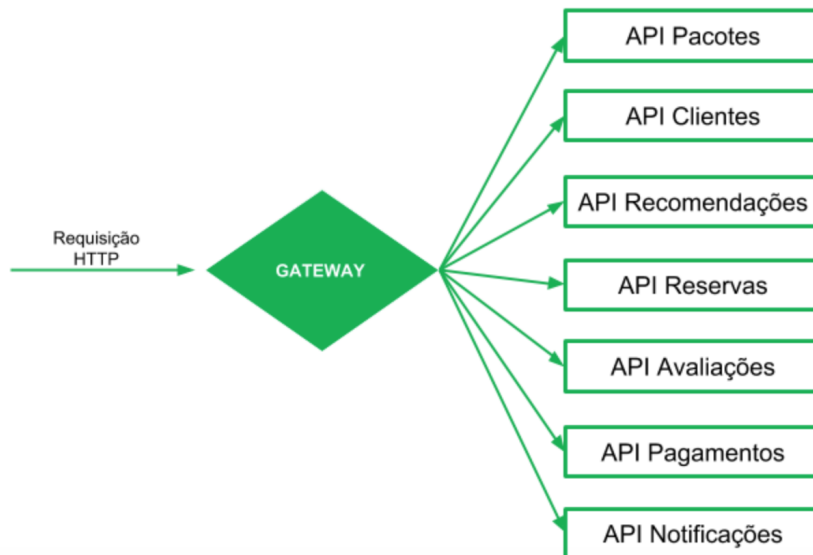 Requisição
HTTP
GATEWAY
API Pacotes
API Clientes
API Recomendações
API Reservas
API Avaliações
API Pagamentos
API Notificações